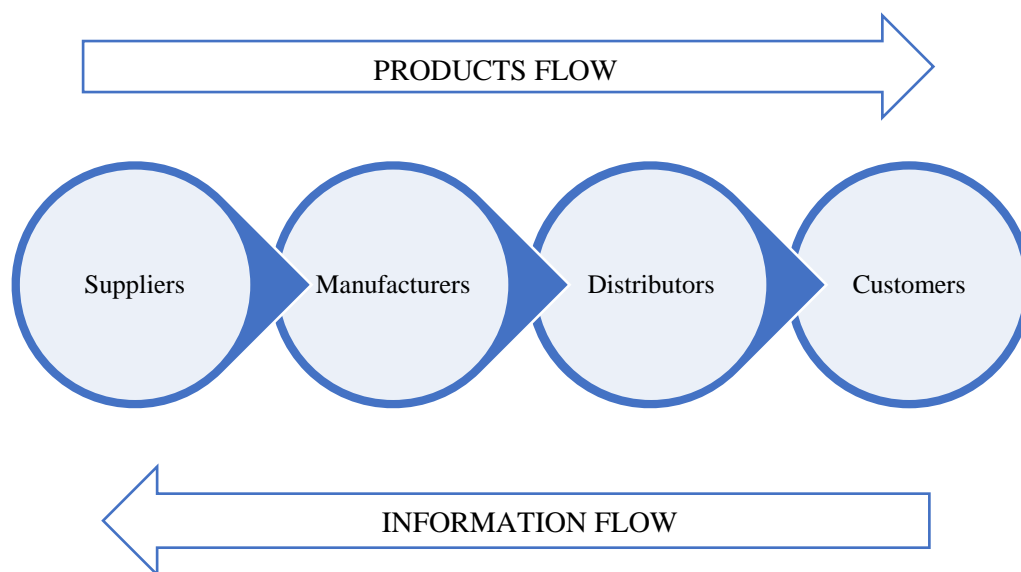 PRODUCTS FLOW
Suppliers
Manufacturers
Distributors
Customers
INFORMATION FLOW